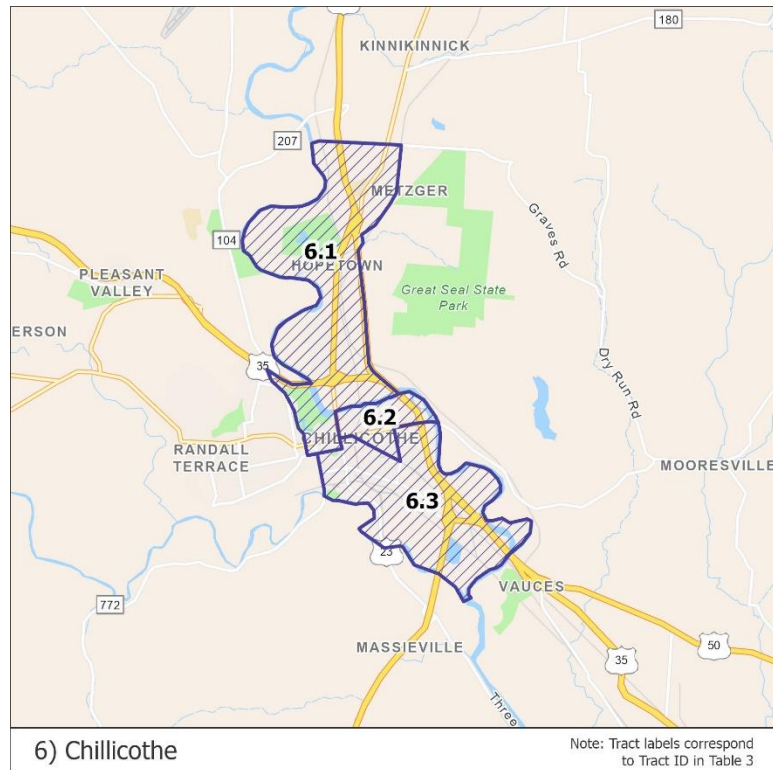 180
KINNIKINNICK
207
METZGER
104
6.1
HOPETOWN
Graves Rd
PLEASANT
VALLEY
Great Seal State
Park
ERSON
35
Dry Run Rd
6.2
CHILLICOTHE
RANDALL
TERRACE
MOORESVILLE
6.3
23
VAUCES
772
MASSIEVILLE
50
35
Three
6) Chillicothe
Note: Tract labels correspond
to Tract ID in Table 3